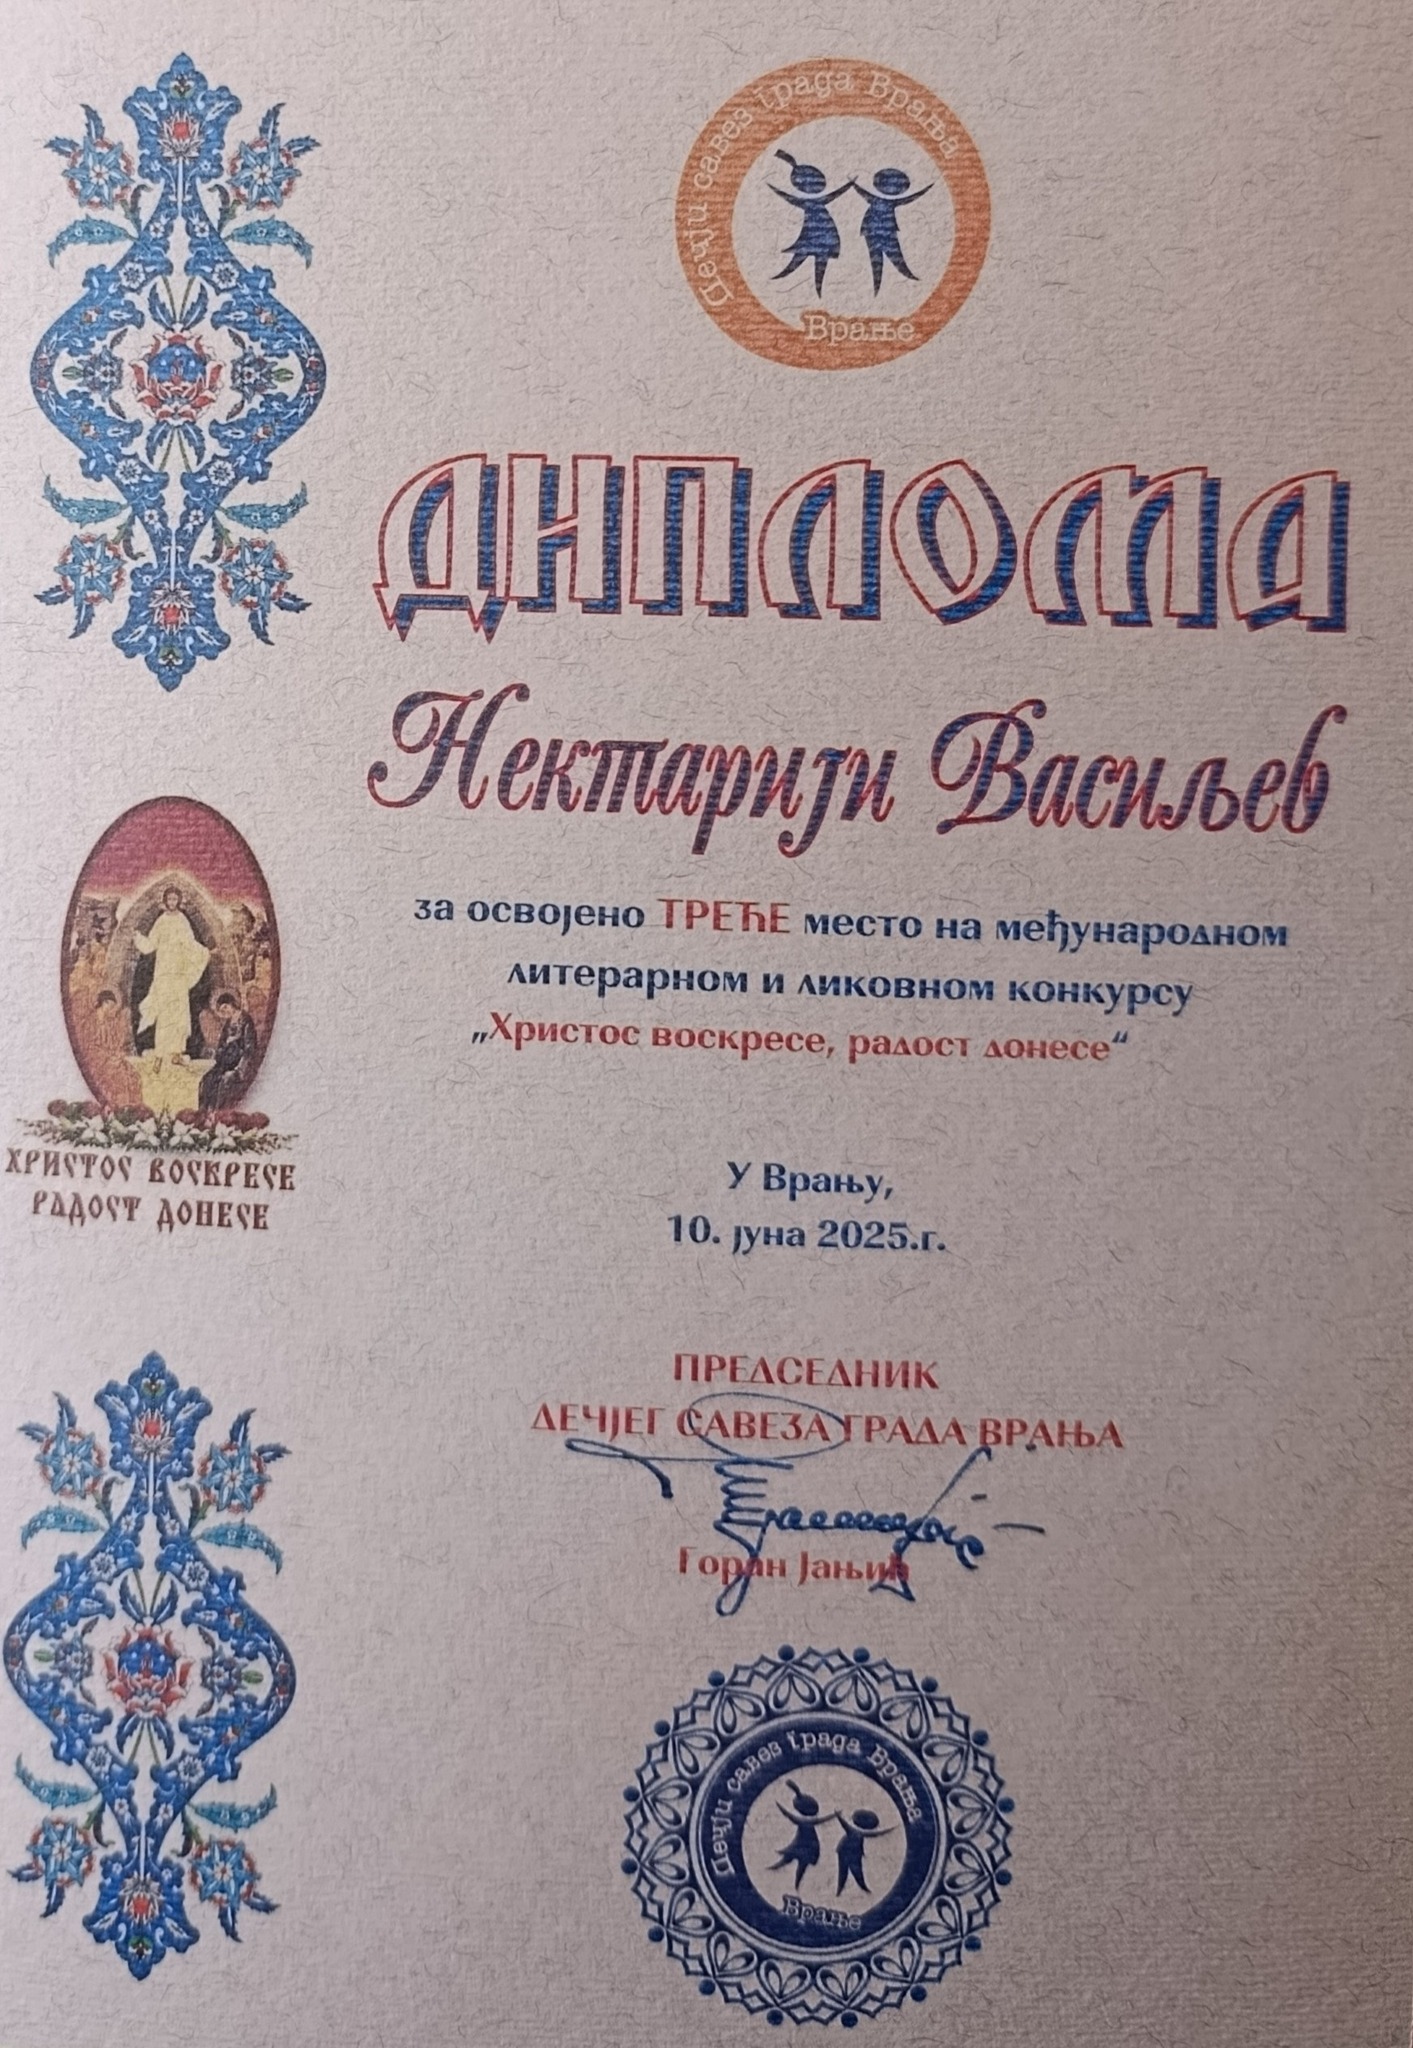 Дечји савез града Врања
Врање
ДИПЛОМА
Нектарији Васиљев
за освојено ТРЕЋЕ место на међународном
литерарном и ликовном конкурсу
„Христос воскресе, радост донесе“
ХРИСТОС ВОСКРЕСЕ
РАДОСТ ДОНЕСЕ
У Врању,
10. јуна 2025.г.
ПРЕДСЕДНИК
ДЕЧЈЕГ САВЕЗА ГРАДА ВРАЊА
Горан Јањић
Дечји савез града Врања
Врање